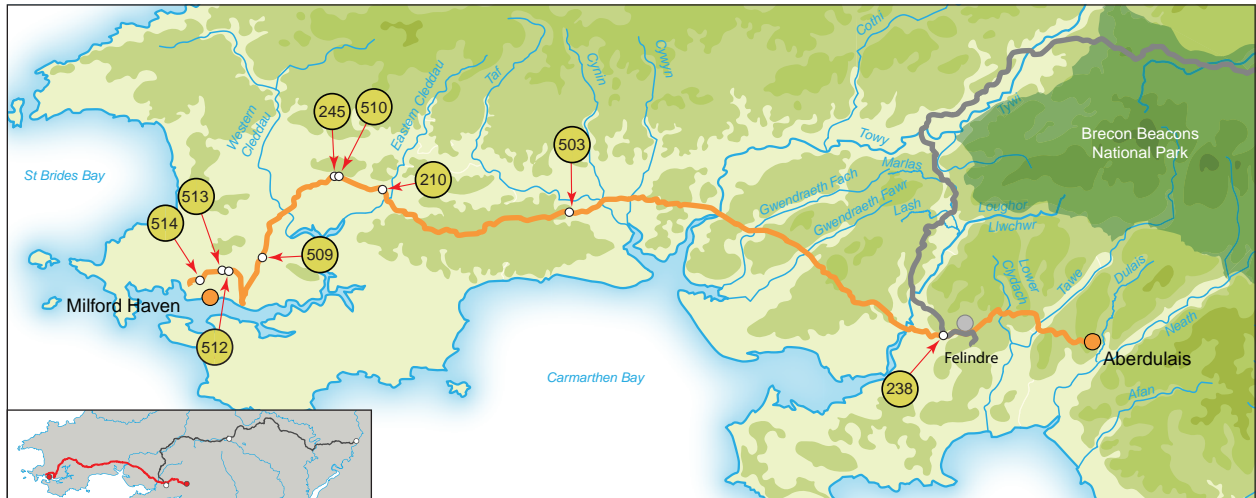 Cothi
Taf
Cynin
Cywyn
Eastern Cleddau
Western
Cleddau
245
510
503
Tywi
Towy
Brecon Beacons
National Park
Marlas
St Brides Bay
513
210
Gwendraeth Fach
Gwendraeth Fawr
Lash
Loughor
Llwchwr
514
509
Lower
Clydach
Tawe
Dulais
Neath
Milford Haven
512
Felindre
Aberdulais
Carmarthen Bay
238
Afan